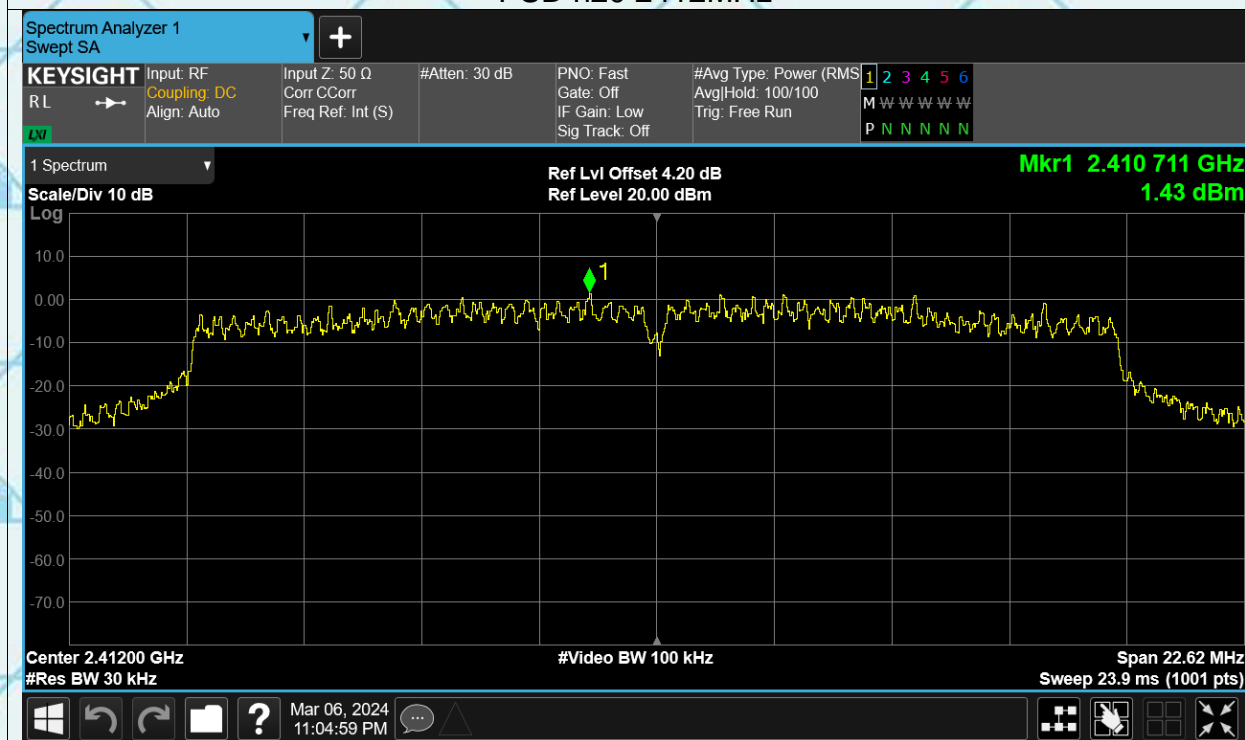 Spectrum Analyzer 1
Swept SA
KEYSIGHT
R L
LXI
Input: RF
Coupling: DC
Align: Auto
Input Z: 50 Ω
Corr CCorr
Freq Ref: Int (S)
#Atten: 30 dB
PNO: Fast
Gate: Off
IF Gain: Low
Sig Track: Off
#Avg Type: Power (RMS
Avg|Hold: 100/100
Trig: Free Run
1 2 3 4 5 6
M W W W W W W
P N N N N N N
1 Spectrum
Scale/Div 10 dB
Ref Lvl Offset 4.20 dB
Ref Level 20.00 dBm
Mkr1 2.410 711 GHz
1.43 dBm
Log
10.0
0.00
-10.0
-20.0
-30.0
-40.0
-50.0
-60.0
-70.0
1
Center 2.41200 GHz
#Res BW 30 kHz
#Video BW 100 kHz
Span 22.62 MHz
Sweep 23.9 ms (1001 pts)
?
Mar 06, 2024
11:04:59 PM